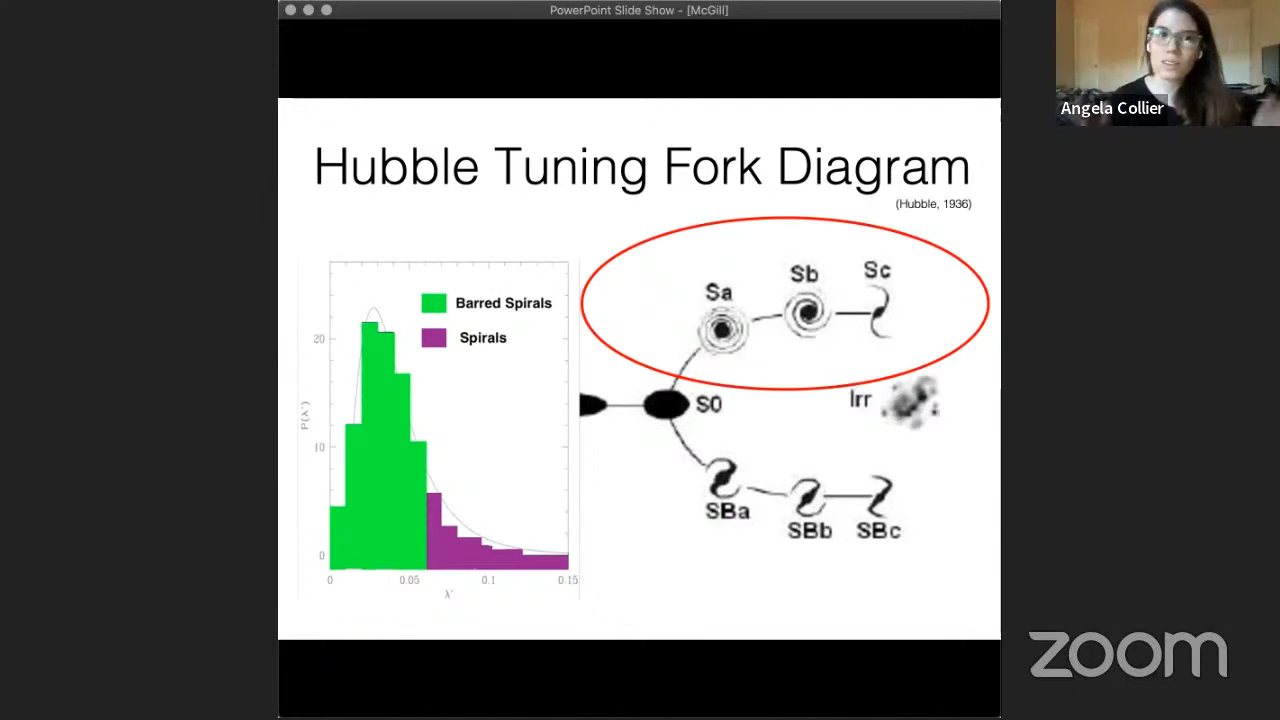 PowerPoint Slide Show - [McGill]
Angela Collier
Hubble Tuning Fork Diagram
(Hubble, 1936)
Barred Spirals
Spirals
20
10
0
P(λ')
0
0.05
0.1
0.15
λ'
Sa
Sb
Sc
S0
Irr
SBa
SBb
SBc
zoom